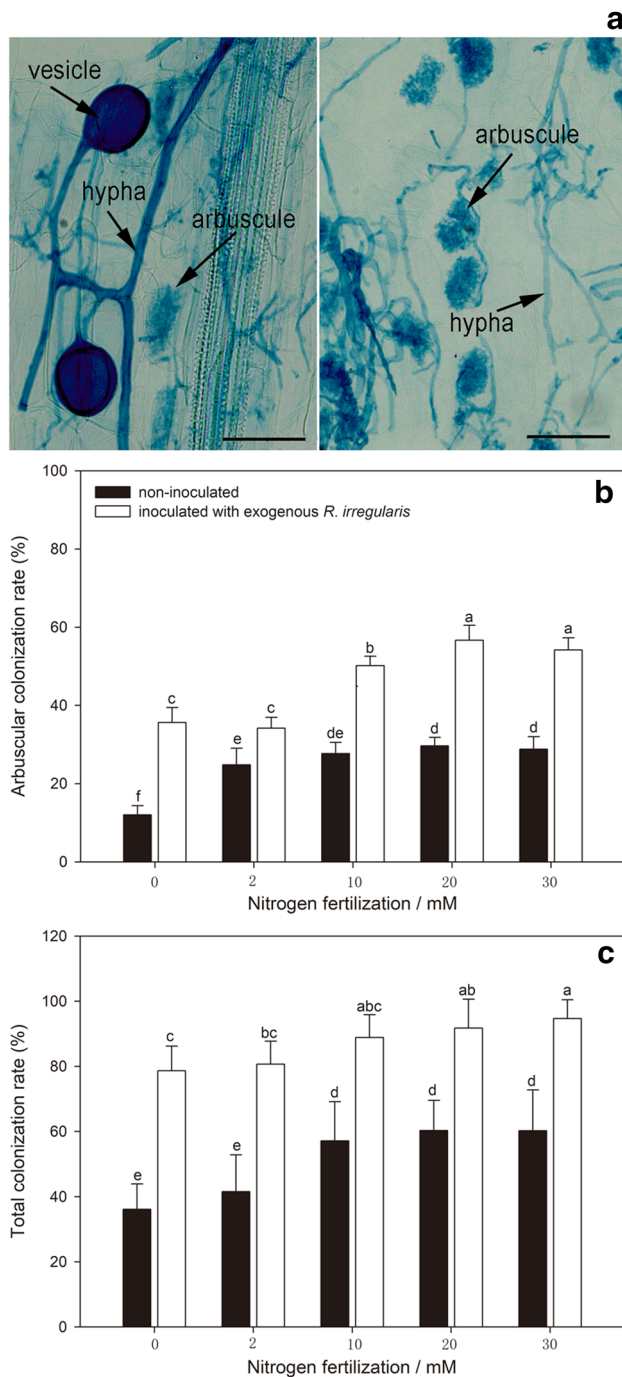 a
vesicle
hypha
arbuscule
arbuscule
hypha
b
100
80
60
40
20
0
Arbuscular colonization rate (%)
non-inoculated
inoculated with exogenous R. irregularis
f
c
e
c
de
b
d
a
d
a
0 2 10 20 30
Nitrogen fertilization / mM
c
120
100
80
60
40
20
0
Total colonization rate (%)
e
c
e
bc
d
abc
d
ab
d
a
0 2 10 20 30
Nitrogen fertilization / mM